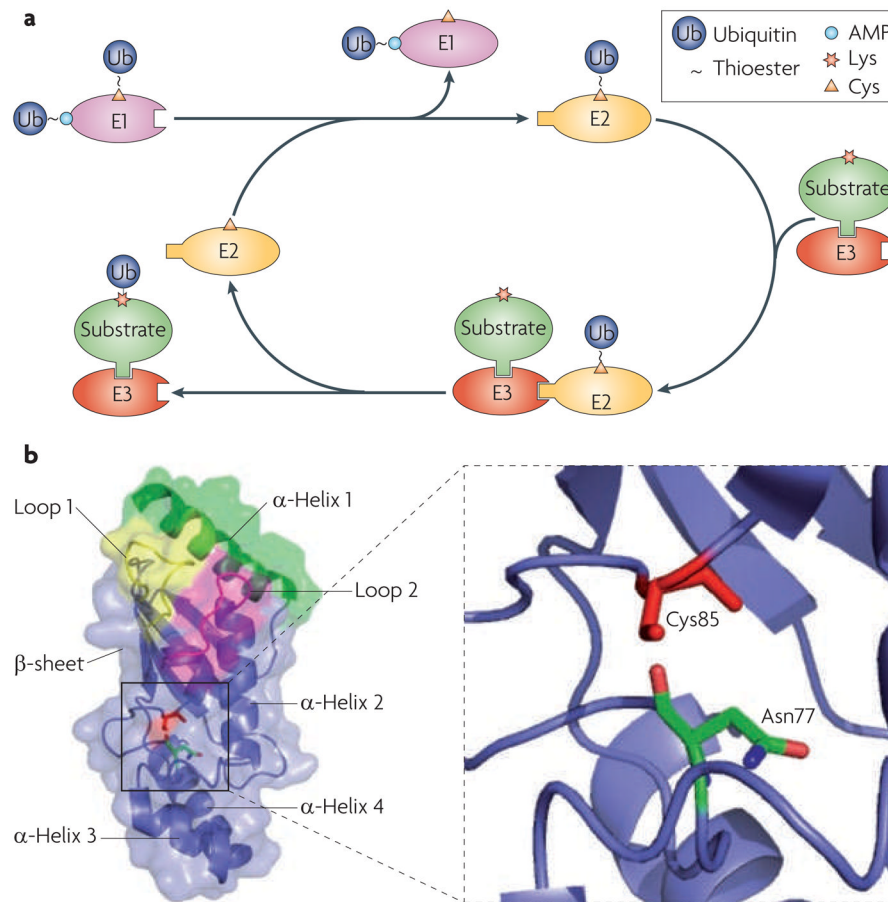 a
Ub Ubiquitin
~ Thioester
AMP
Lys
Cys
Ub
Ub
E1
Ub
E1
Ub
E2
Substrate
E3
E2
Ub
Substrate
E3
Substrate
E3
Ub
E2
b
Loop 1
α-Helix 1
Loop 2
β-sheet
α-Helix 2
α-Helix 4
α-Helix 3
Cys85
Asn77